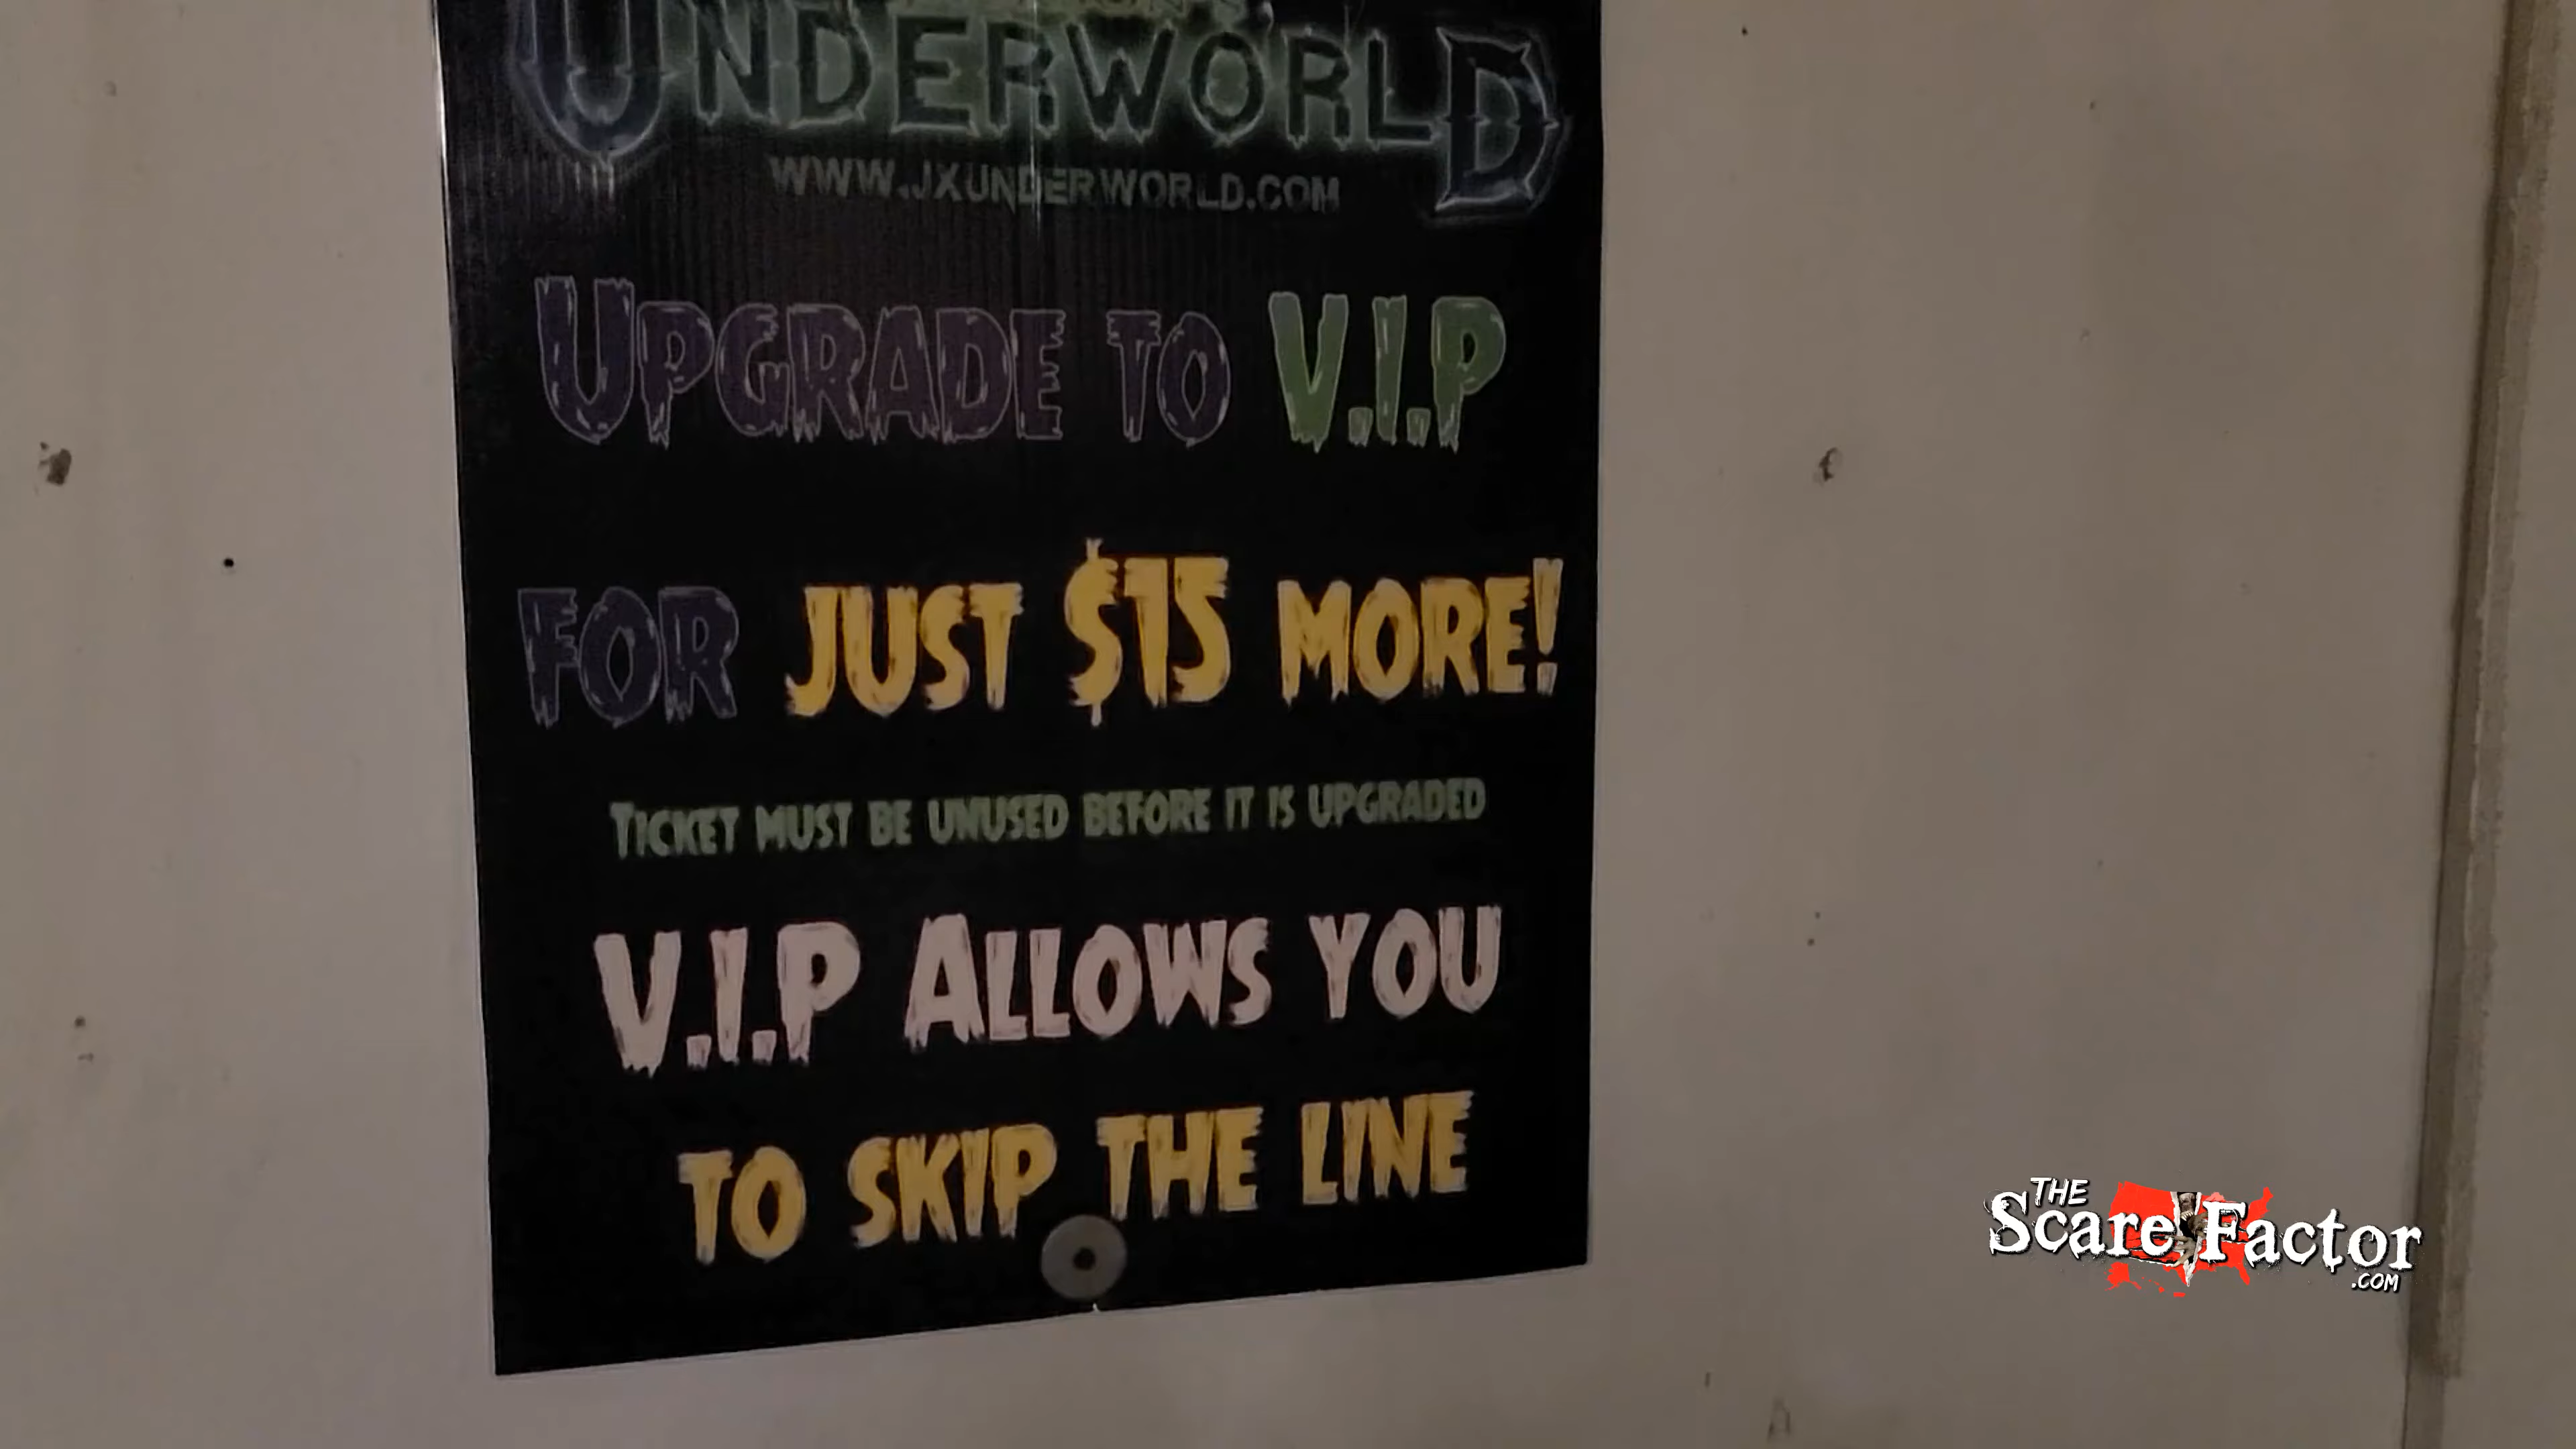 UNDERWORLD
WWW.JXUNDERWORLD.COM
UPGRADE TO V.I.P
FOR JUST $15 MORE!
TICKET MUST BE UNUSED BEFORE IT IS UPGRADED
V.I.P ALLOWS YOU
TO SKIP THE LINE
THE
Scare Factor
.COM